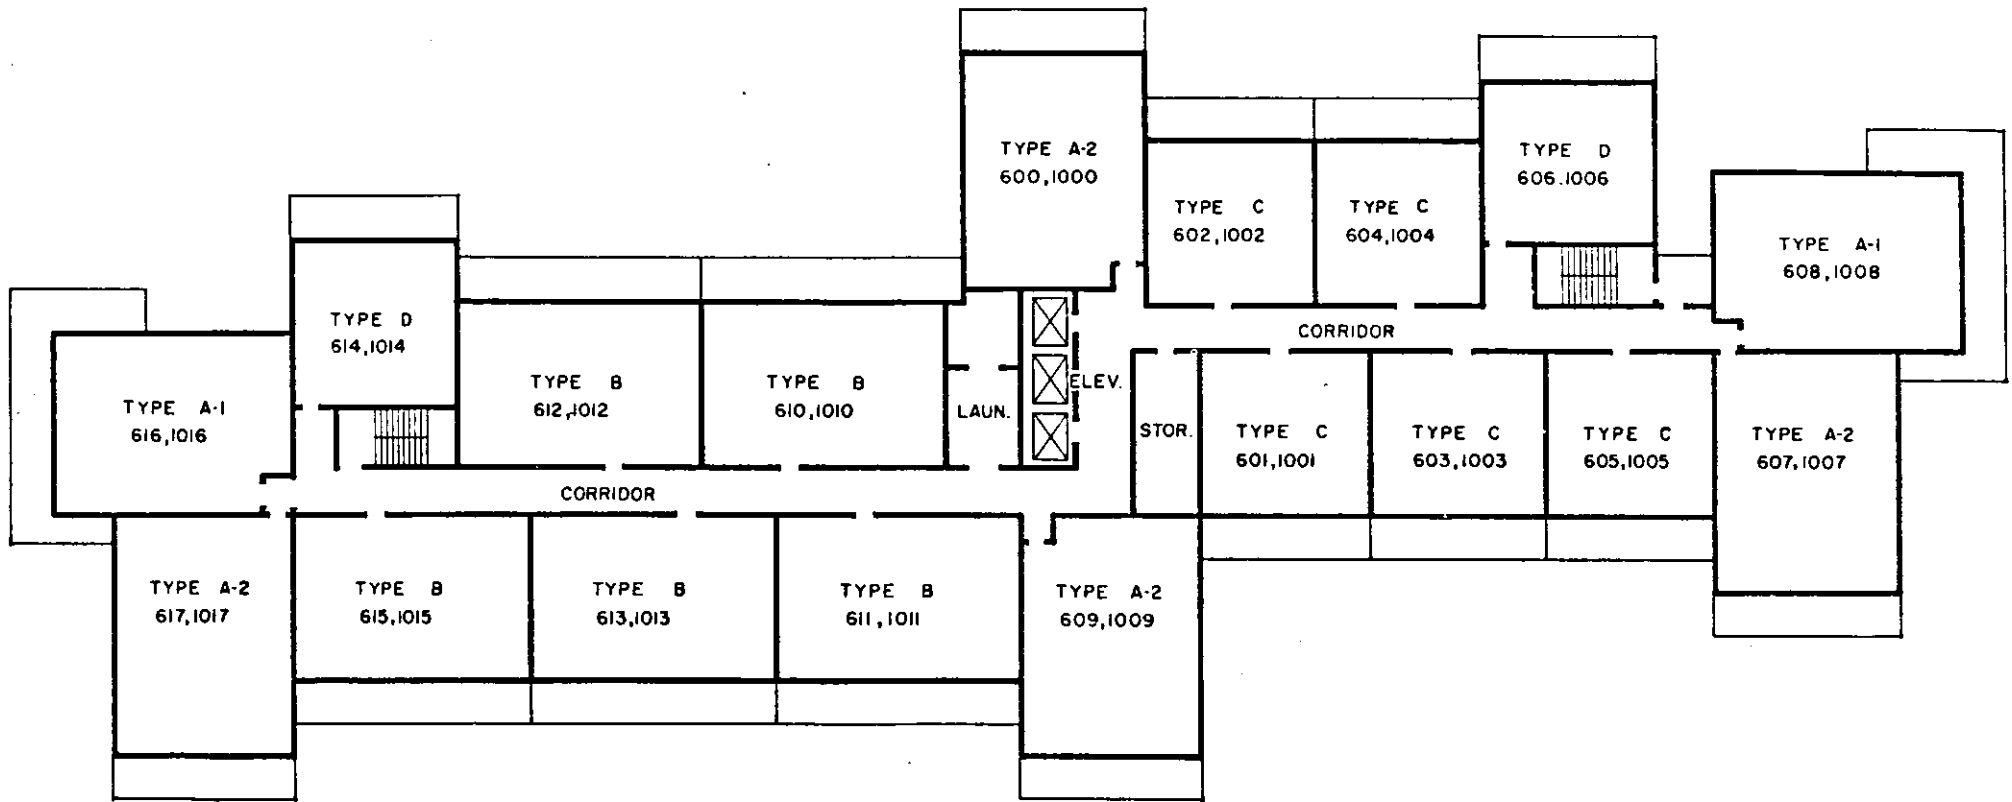 TYPE A-2
600,1000
TYPE D
606.1006
TYPE C
602,1002
TYPE C
604,1004
TYPE A-1
608,1008
TYPE D
614,1014
CORRIDOR
TYPE B
612,1012
TYPE B
610,1010
ELEV.
LAUN.
TYPE A-1
616,1016
STOR.
TYPE C
601,1001
TYPE C
603,1003
TYPE C
605,1005
TYPE A-2
607,1007
CORRIDOR
TYPE A-2
617,1017
TYPE B
615,1015
TYPE B
613,1013
TYPE B
611,1011
TYPE A-2
609,1009